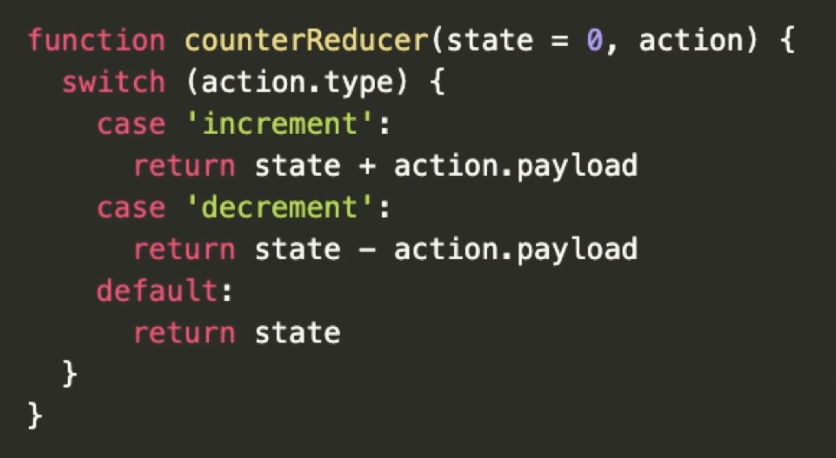 function counterReducer(state = 0, action) {
  switch (action.type) {
    case 'increment':
      return state + action.payload
    case 'decrement':
      return state - action.payload
    default:
      return state
  }
}